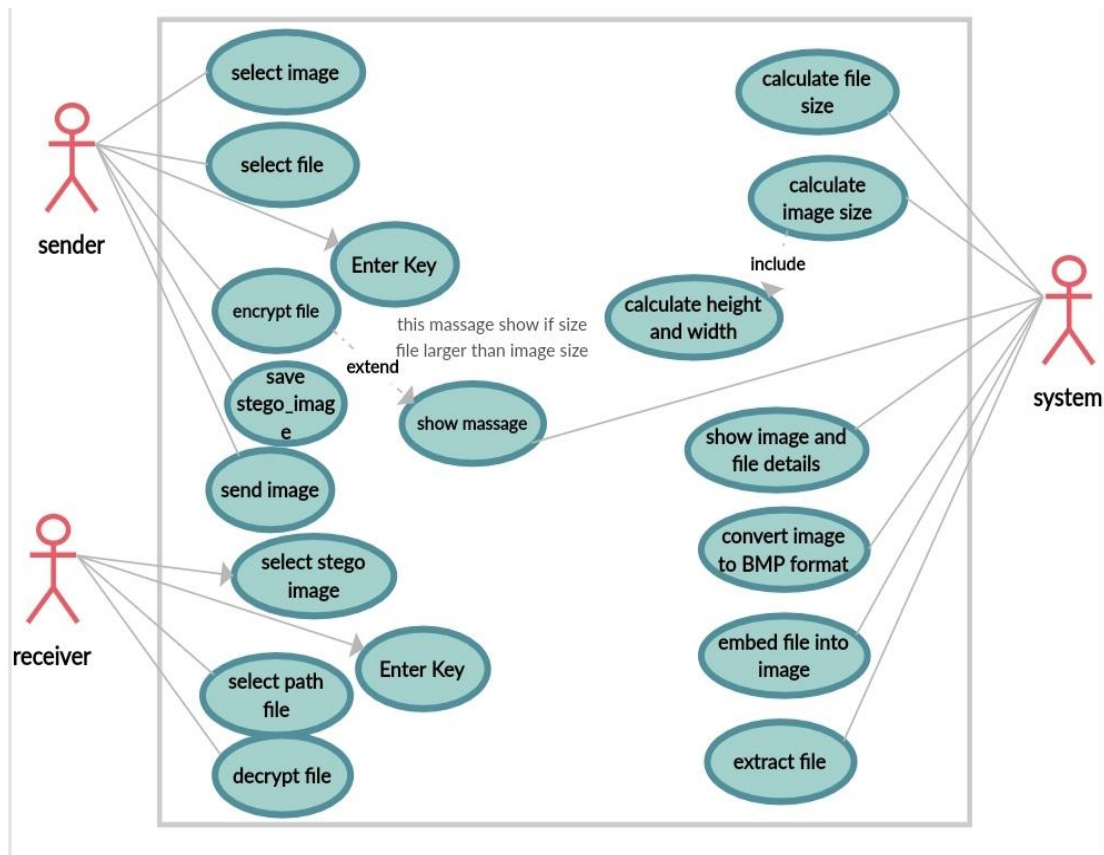 select image
select file
sender
Enter Key
encrypt file
this massage show if size
file larger than image size
extend
save
stego_imag
e
show massage
send image
select stego
image
receiver
Enter Key
select path
file
decrypt file
calculate file
size
calculate
image size
include
calculate height
and width
system
show image and
file details
convert image
to BMP format
embed file into
image
extract file